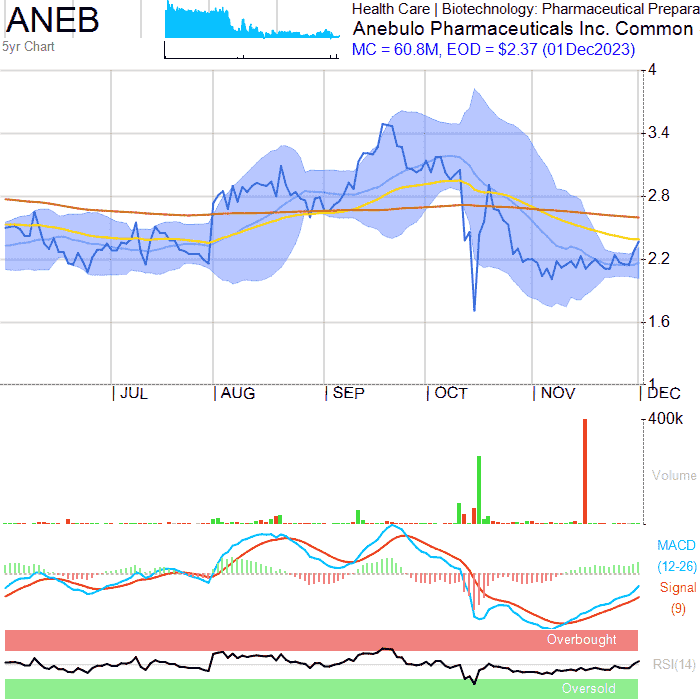 ANEB
5yr Chart
Health Care | Biotechnology: Pharmaceutical Prepara
Anebulo Pharmaceuticals Inc. Common
MC = 60.8M, EOD = $2.37 (01Dec2023)
4
3.4
2.8
2.2
1.6
1
JUL
AUG
SEP
OCT
NOV
DEC
400k
Volume
MACD
(12-26)
Signal
(9)
Overbought
RSI(14)
Oversold